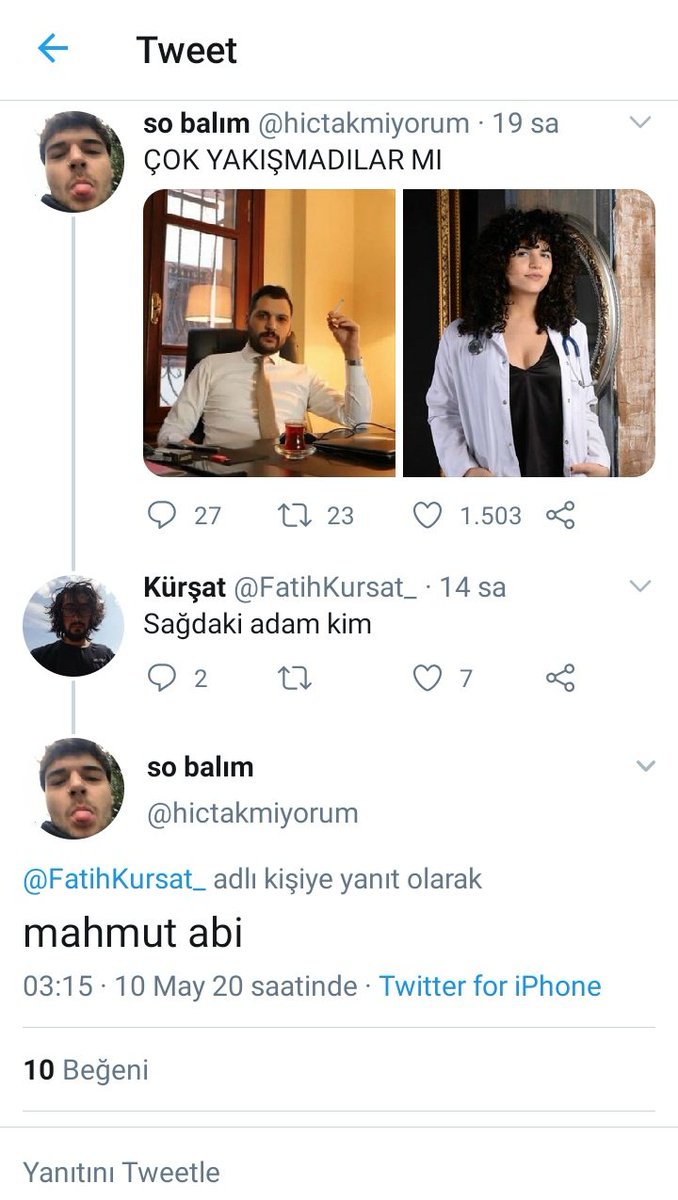 Tweet
so balım @hictakmiyorum · 19 sa
ÇOK YAKIŞMADILAR MI
27 23 1.503
Kürşat @FatihKursat_ · 14 sa
Sağdaki adam kim
2 7
so balım
@hictakmiyorum
@FatihKursat_ adlı kişiye yanıt olarak
mahmut abi
03:15 · 10 May 20 saatinde · Twitter for iPhone
10 Beğeni
Yanıtını Tweetle